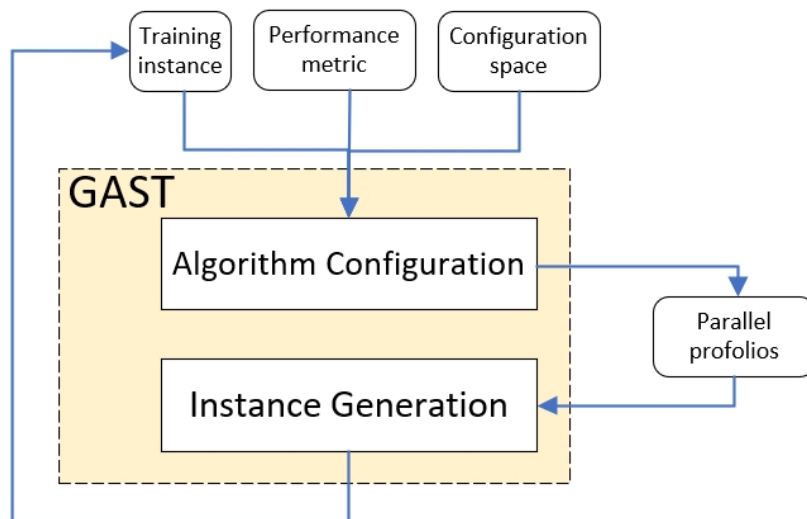 Training
instance
Performance
metric
Configuration
space
GAST
Algorithm Configuration
Parallel
profolios
Instance Generation